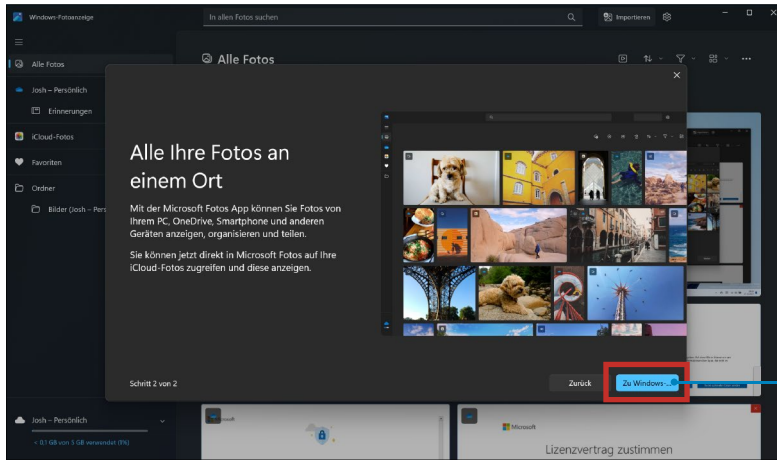 Windows-Fotoanzeige
In allen Fotos suchen
Importieren
Alle Fotos
Josh – Persönlich
Erinnerungen
iCloud-Fotos
Favoriten
Ordner
Bilder (Josh – Pers
Alle Fotos
Alle Ihre Fotos an
einem Ort
Mit der Microsoft Fotos App können Sie Fotos von
Ihrem PC, OneDrive, Smartphone und anderen
Geräten anzeigen, organisieren und teilen.
Sie können jetzt direkt in Microsoft Fotos auf Ihre
iCloud-Fotos zugreifen und diese anzeigen.
Schritt 2 von 2
Zurück
Zu Windows-...
Josh – Persönlich
< 0,1 GB von 5 GB verwendet (1%)
Microsoft
Lizenzvertrag zustimmen